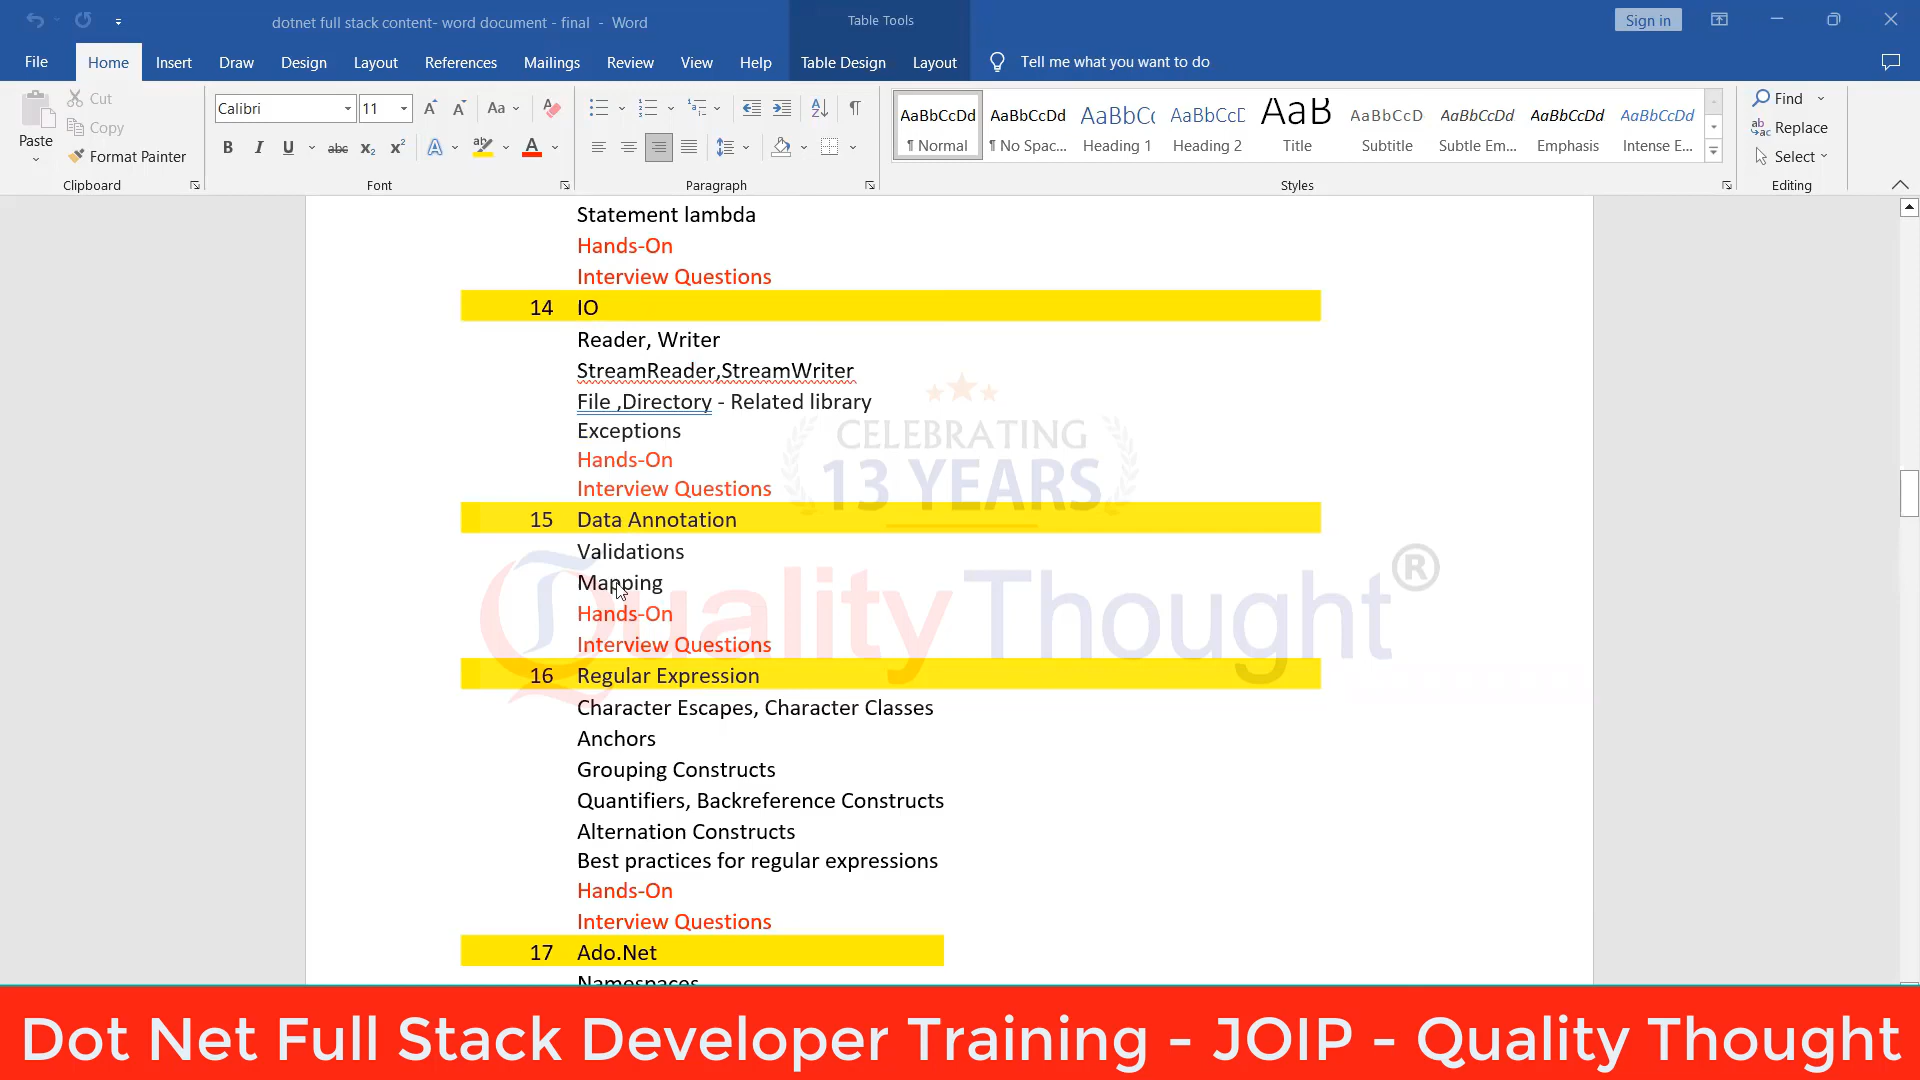 dotnet full stack content- word document - final - Word
Table Tools
Sign in
File Home Insert Draw Design Layout References Mailings Review View Help Table Design Layout Tell me what you want to do
Paste
Cut
Copy
Format Painter
Clipboard
Calibri 11
Font
Paragraph
AaBbCcDd AaBbCcDd AaBbCc AaBbCcD AaB AaBbCcD AaBbCcDd AaBbCcDd AaBbCcDd
¶ Normal ¶ No Spac... Heading 1 Heading 2 Title Subtitle Subtle Em... Emphasis Intense E...
Styles
Find
Replace
Select
Editing
Statement lambda
Hands-On
Interview Questions
14 IO
Reader, Writer
StreamReader,StreamWriter
File ,Directory - Related library
Exceptions
Hands-On
Interview Questions
15 Data Annotation
Validations
Mapping
Hands-On
Interview Questions
16 Regular Expression
Character Escapes, Character Classes
Anchors
Grouping Constructs
Quantifiers, Backreference Constructs
Alternation Constructs
Best practices for regular expressions
Hands-On
Interview Questions
17 Ado.Net
Namespaces
CELEBRATING
13 YEARS
QualityThought®
Dot Net Full Stack Developer Training - JOIP - Quality Thought